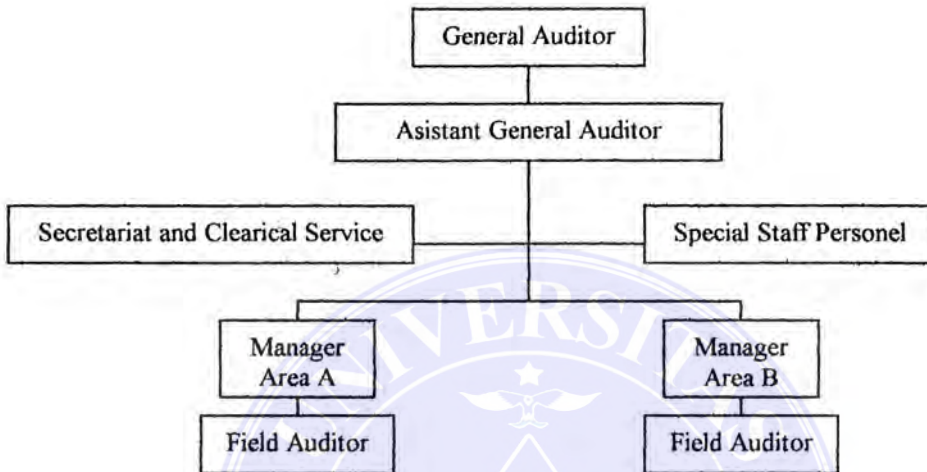 General Auditor
Asistant General Auditor
Secretariat and Clearical Service
Special Staff Personel
UNIVERSITAS
Manager
Area A
Manager
Area B
Field Auditor
Field Auditor